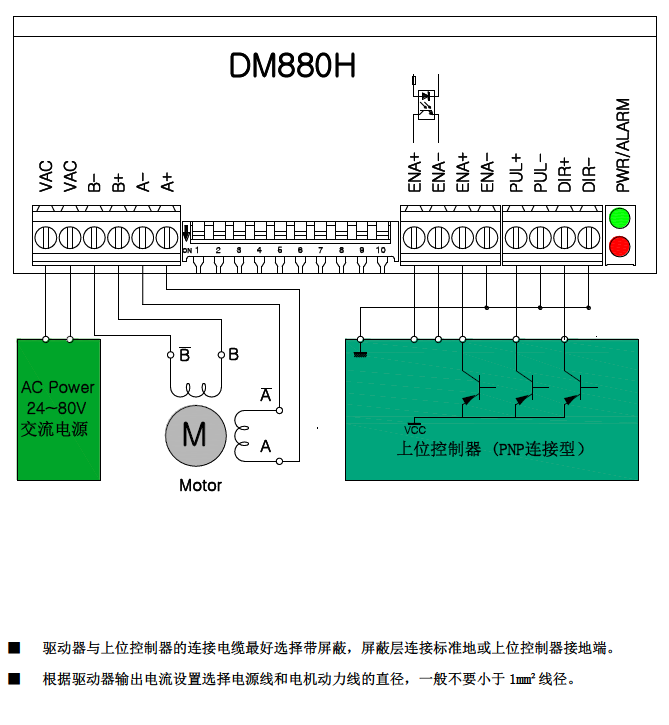 DM880H
VAC
VAC
B-
B+
A-
A+
ENA+
ENA-
ENA+
ENA-
PUL+
PUL-
DIR+
DIR-
PWR/ALARM
ON 1 2 3 4 5 6 7 8 9 10
B B
A
A
M
Motor
AC Power
24~80V
交流电源
VCC
上位控制器 (PNP连接型)
■ 驱动器与上位控制器的连接电缆最好选择带屏蔽，屏蔽层连接标准地或上位控制器接地端。
■ 根据驱动器输出电流设置选择电源线和电机动力线的直径，一般不要小于 1mm² 线径。